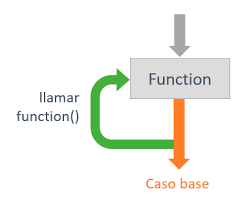 Function
llamar
function()
Caso base